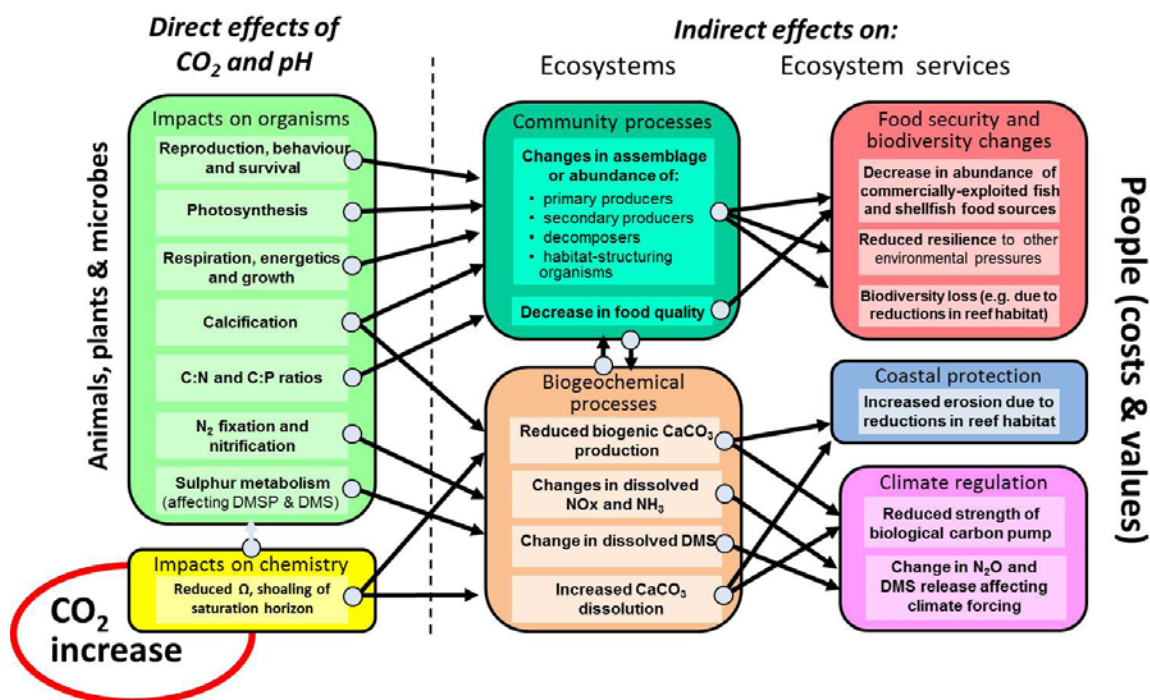 Direct effects of
CO₂ and pH
Indirect effects on:
Ecosystems
Ecosystem services
Animals, plants & microbes
Impacts on organisms
Reproduction, behaviour
and survival
Photosynthesis
Respiration, energetics
and growth
Calcification
C:N and C:P ratios
N₂ fixation and
nitrification
Sulphur metabolism
(affecting DMSP & DMS)
Impacts on chemistry
Reduced Ω, shoaling of
saturation horizon
CO₂
increase
Community processes
Changes in assemblage
or abundance of:
• primary producers
• secondary producers
• decomposers
• habitat-structuring
organisms
Decrease in food quality
Biogeochemical
processes
Reduced biogenic CaCO₃
production
Changes in dissolved
NOx and NH₃
Change in dissolved DMS
Increased CaCO₃
dissolution
Food security and
biodiversity changes
Decrease in abundance of
commercially-exploited fish
and shellfish food sources
Reduced resilience to other
environmental pressures
Biodiversity loss (e.g. due to
reductions in reef habitat)
Coastal protection
Increased erosion due to
reductions in reef habitat
Climate regulation
Reduced strength of
biological carbon pump
Change in N₂O and
DMS release affecting
climate forcing
People (costs & values)